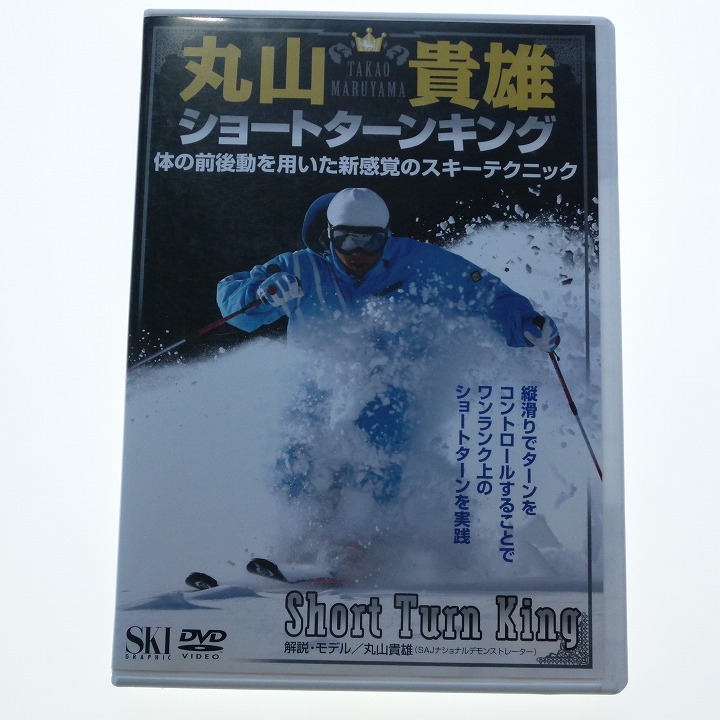 丸山貴雄
TAKAO
MARUYAMA
ショートターンキング
体の前後動を用いた新感覚のスキーテクニック
縦滑りでターンを
コントロールすることで
ワンランク上の
ショートターンを実践
Short Turn King
解説・モデル/丸山貴雄(SAJナショナルデモンストレーター)
SKI
GRAPHIC
DVD
VIDEO